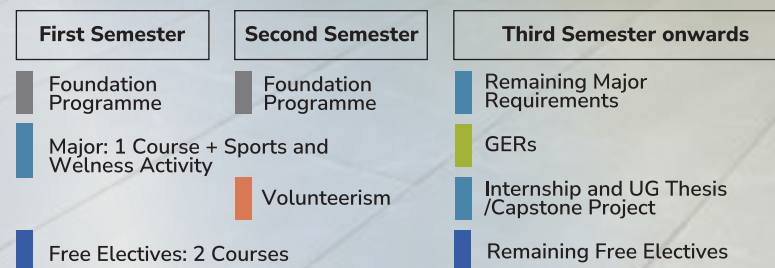 First Semester
Second Semester
Third Semester onwards
Foundation
Programme
Foundation
Programme
Remaining Major
Requirements
Major: 1 Course + Sports and
Welness Activity
GERs
Volunteerism
Internship and UG Thesis
/Capstone Project
Free Electives: 2 Courses
Remaining Free Electives